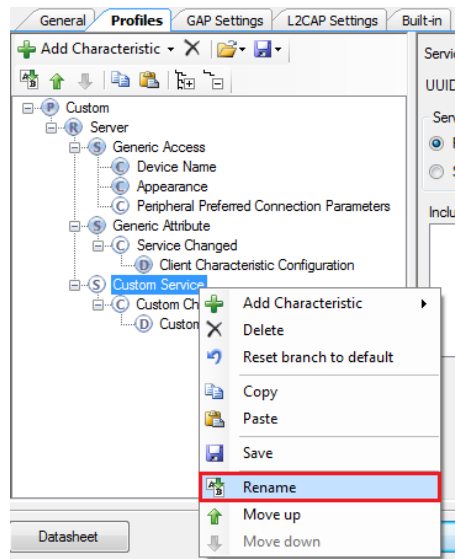 General Profiles GAP Settings L2CAP Settings Built-in
Add Characteristic
Servi
UUID
P Custom
R Server
S Generic Access
C Device Name
C Appearance
C Peripheral Preferred Connection Parameters
S Generic Attribute
C Service Changed
D Client Characteristic Configuration
S Custom Service
C Custom Ch
D Custom
Serv
Inclu
Add Characteristic
Delete
Reset branch to default
Copy
Paste
Save
Rename
Move up
Move down
Datasheet